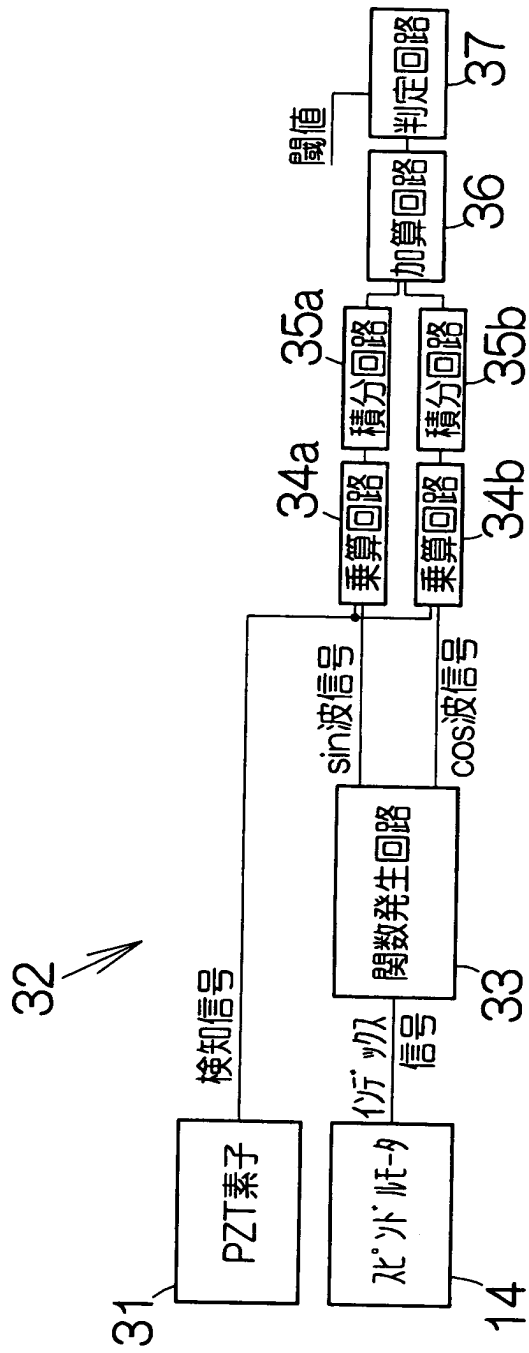 32
31
PZT素子
検知信号
14
スピンドルモータ
インデックス
信号
33
関数発生回路
sin波信号
cos波信号
34a
乗算回路
34b
乗算回路
35a
積分回路
35b
積分回路
36
加算回路
閾値
37
判定回路